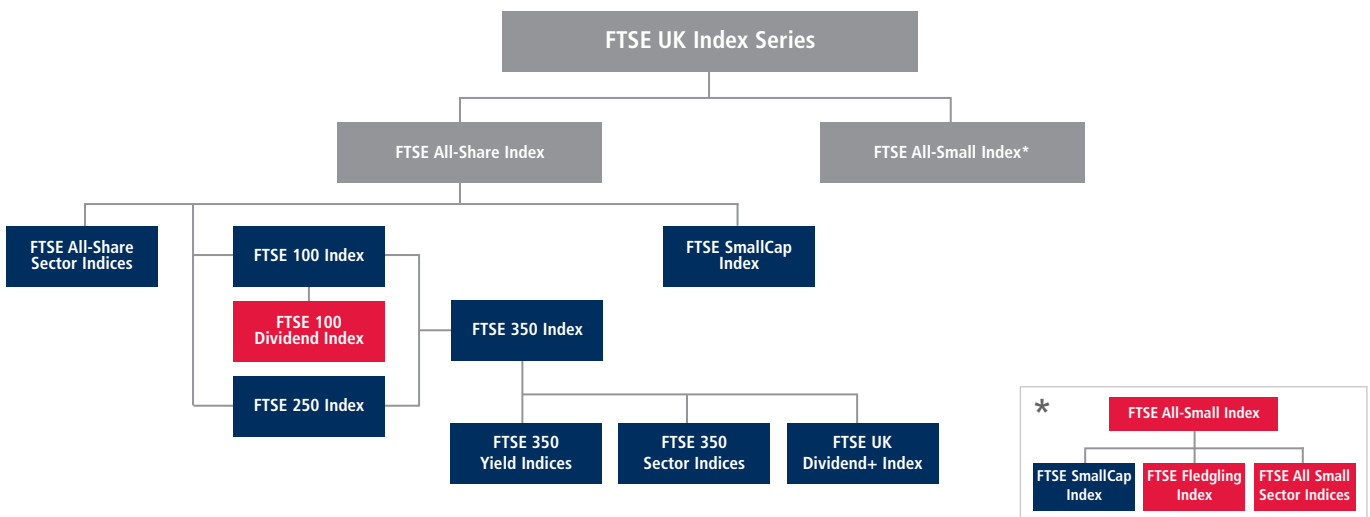 FTSE UK Index Series
FTSE All-Share Index
FTSE All-Small Index*
FTSE All-Share
Sector Indices
FTSE 100 Index
FTSE SmallCap
Index
FTSE 100
Dividend Index
FTSE 350 Index
FTSE 250 Index
FTSE 350
Yield Indices
FTSE 350
Sector Indices
FTSE UK
Dividend+ Index
*
FTSE All-Small Index
FTSE SmallCap
Index
FTSE Fledgling
Index
FTSE All Small
Sector Indices